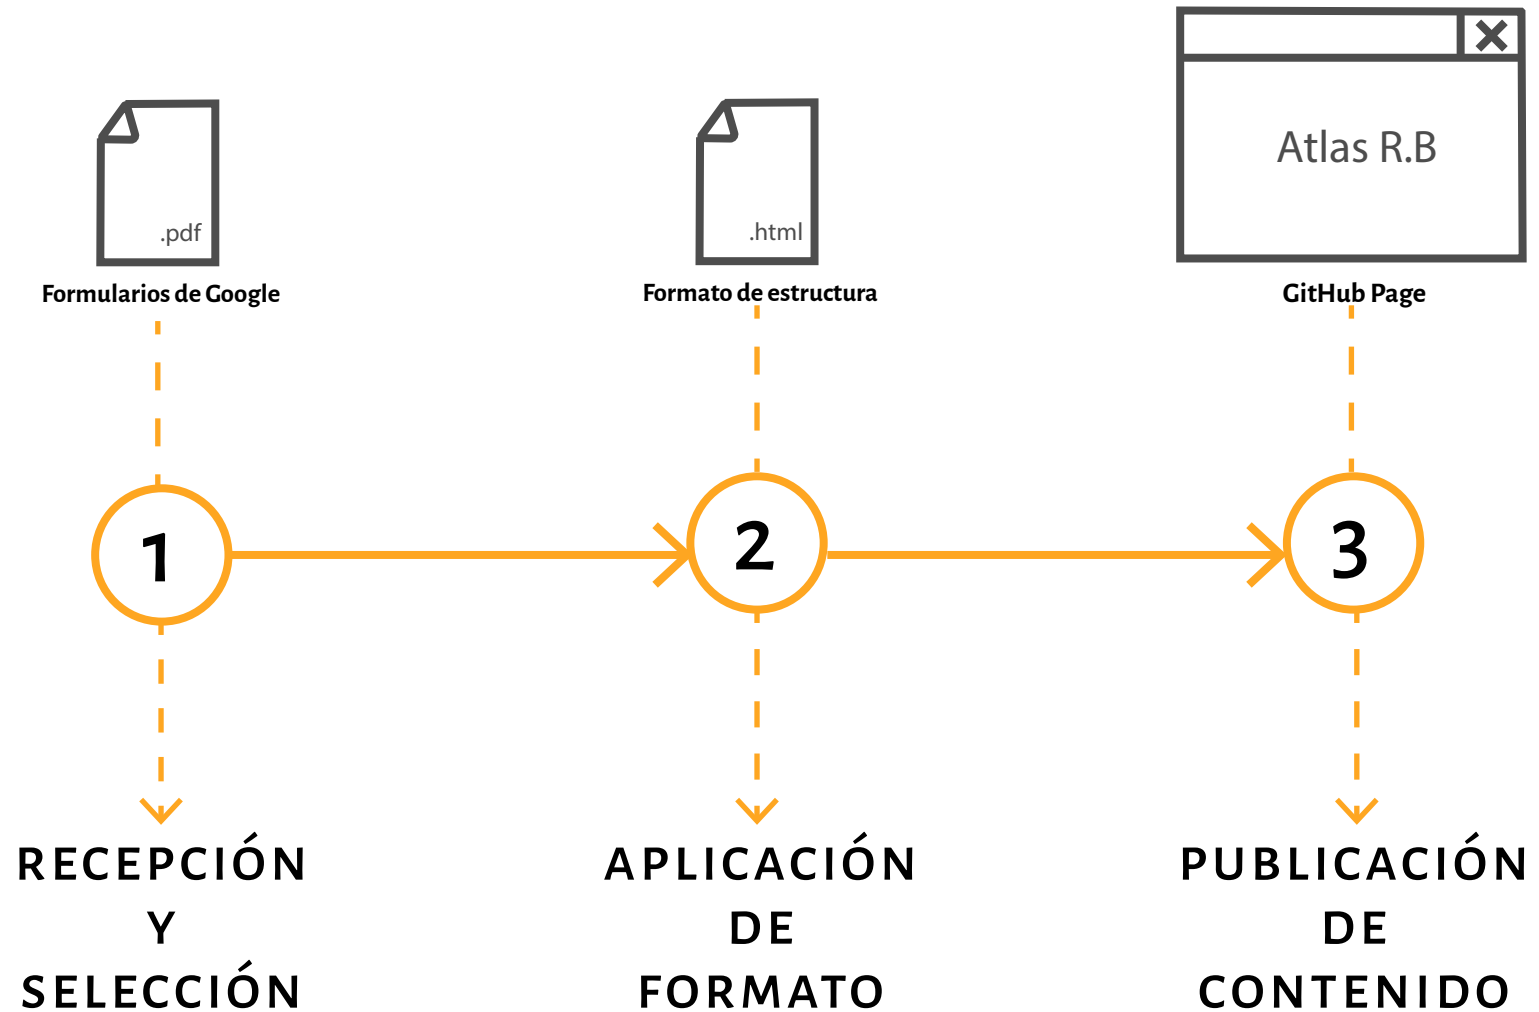 Atlas R.B
.pdf
.html
Formularios de Google
Formato de estructura
GitHub Page
1
2
3
RECEPCIÓN
Y
SELECCIÓN
APLICACIÓN
DE
FORMATO
PUBLICACIÓN
DE
CONTENIDO